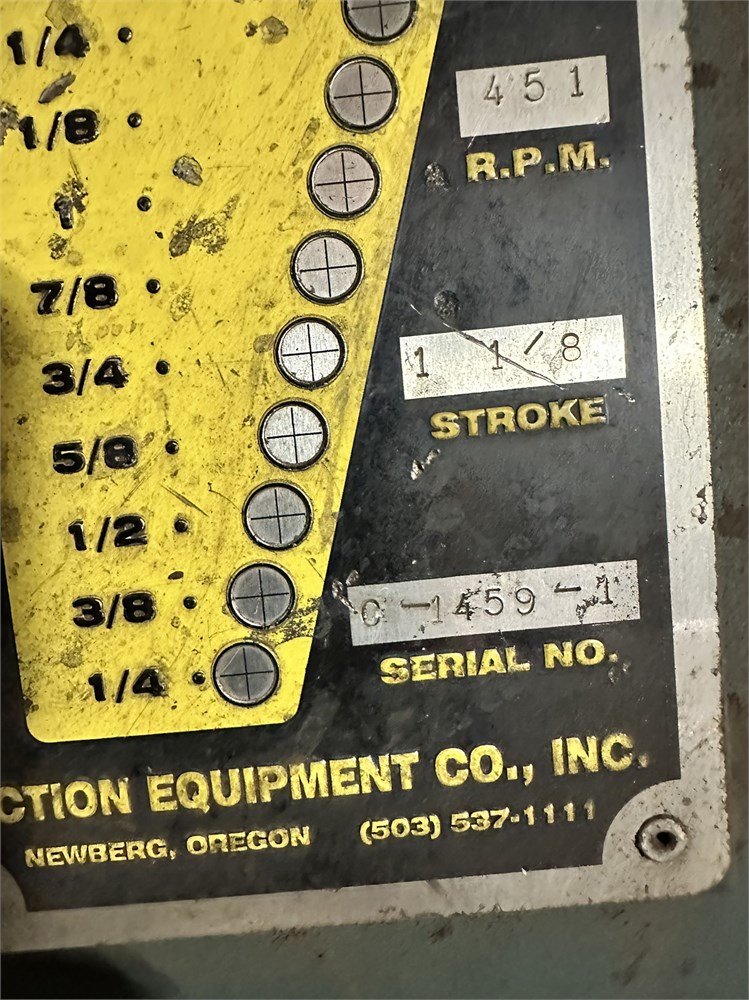 1/4
451
1/8
R.P.M.
1
7/8
1 1/8
3/4
STROKE
5/8
1/2
C-1459-1
3/8
SERIAL NO.
1/4
CTION EQUIPMENT CO., INC.
NEWBERG, OREGON (503) 537-1111